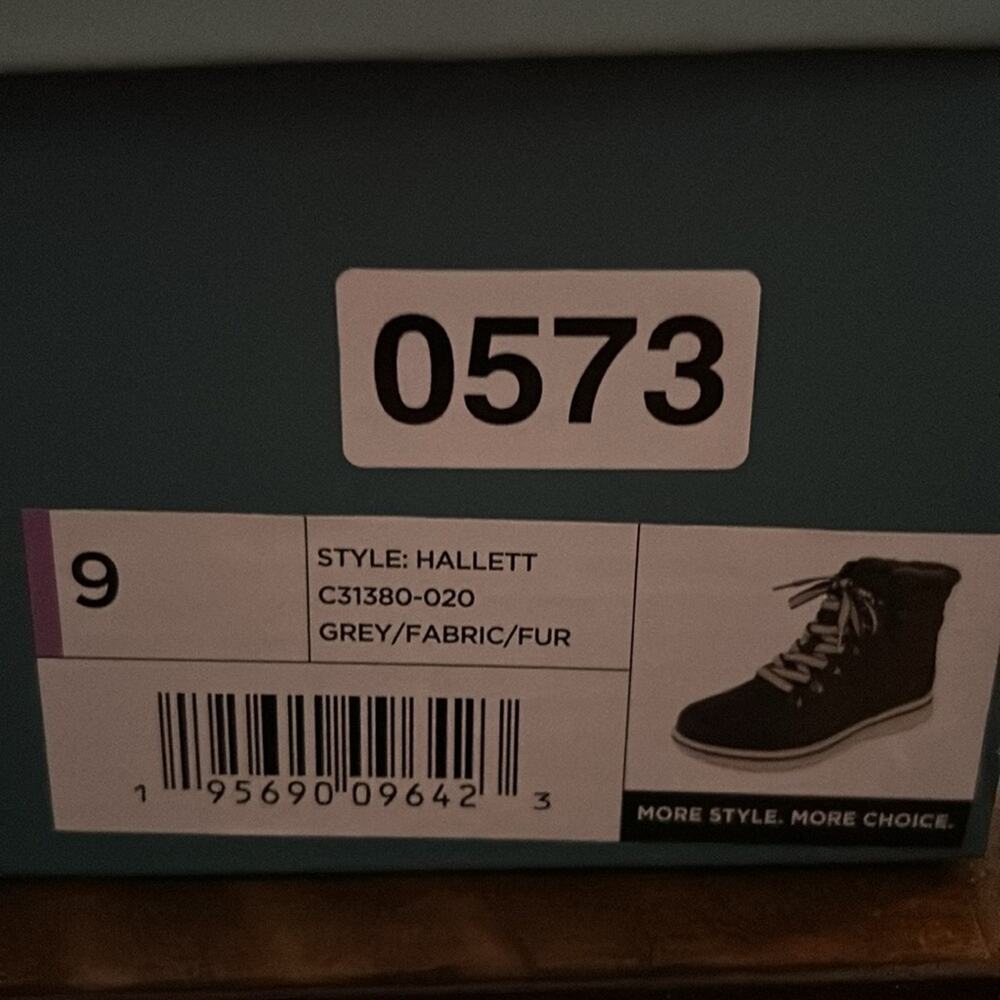 0573
9
STYLE: HALLETT
C31380-020
GREY/FABRIC/FUR
1 95690 09642 3
MORE STYLE. MORE CHOICE.